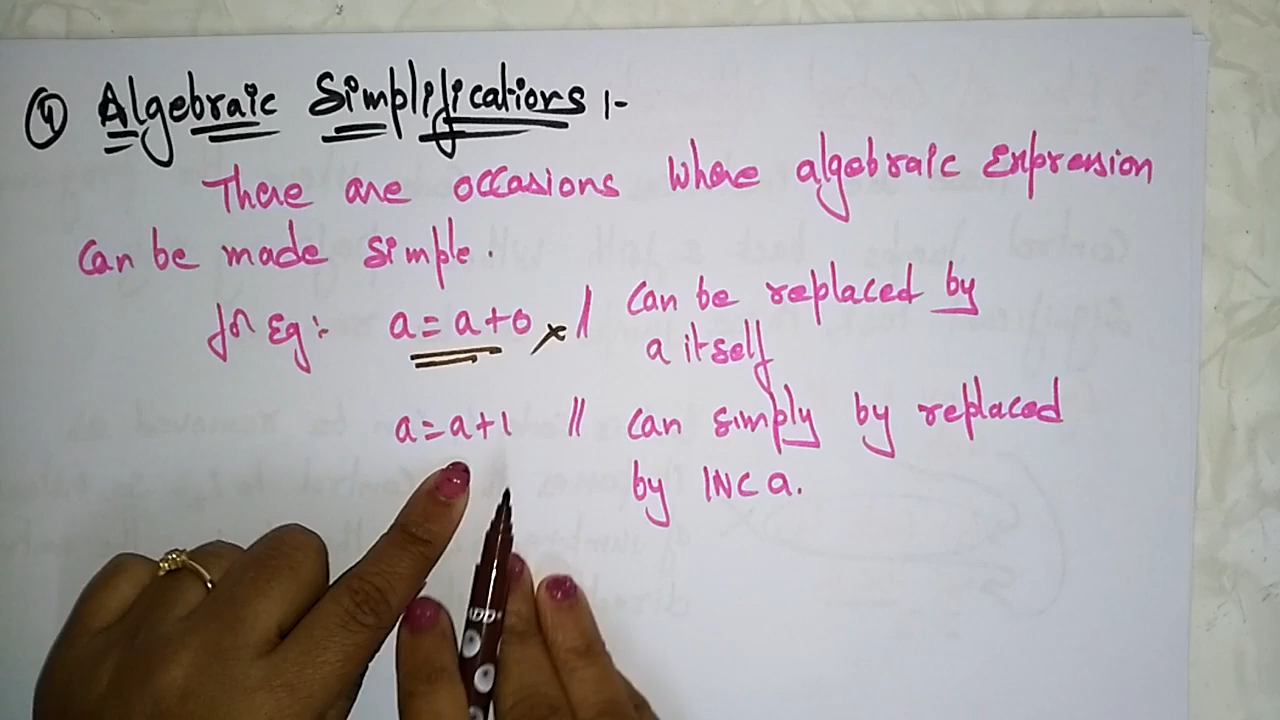 ④ Algebraic Simplifications :-
There are occasions where algebraic Expression
can be made simple.
for Eg:- a = a+0 × // can be replaced by
a itself
a = a+1 // can simply by replaced
by INC a.